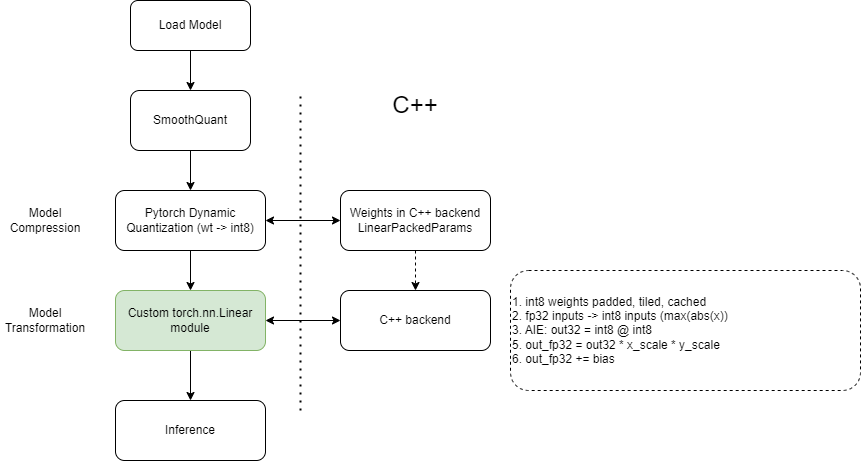 Load Model
SmoothQuant
C++
Model
Compression
Pytorch Dynamic
Quantization (wt -> int8)
Weights in C++ backend
LinearPackedParams
Model
Transformation
Custom torch.nn.Linear
module
C++ backend
1. int8 weights padded, tiled, cached
2. fp32 inputs -> int8 inputs (max(abs(x))
3. AIE: out32 = int8 @ int8
5. out_fp32 = out32 * x_scale * y_scale
6. out_fp32 += bias
Inference